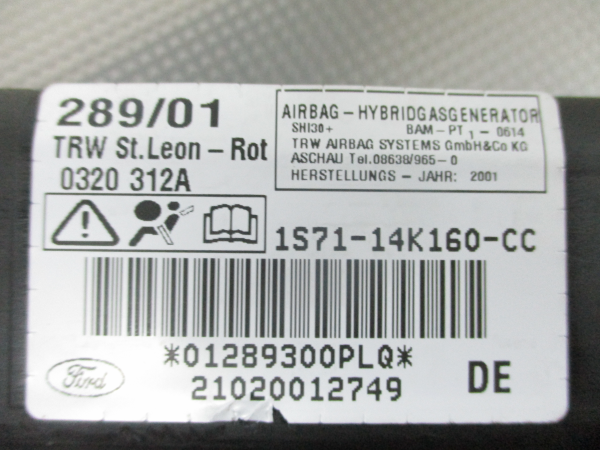 289/01
TRW St.Leon-Rot
0320 312A
AIRBAG-HYBRIDGASGENERATOR
SHI30+ BAM-PT1-0614
TRW AIRBAG SYSTEMS GmbH&Co KG
ASCHAU Tel.08638/965-0
HERSTELLUNGS-JAHR: 2001
1S71-14K160-CC
*01289300PLQ*
21020012749
Ford
DE